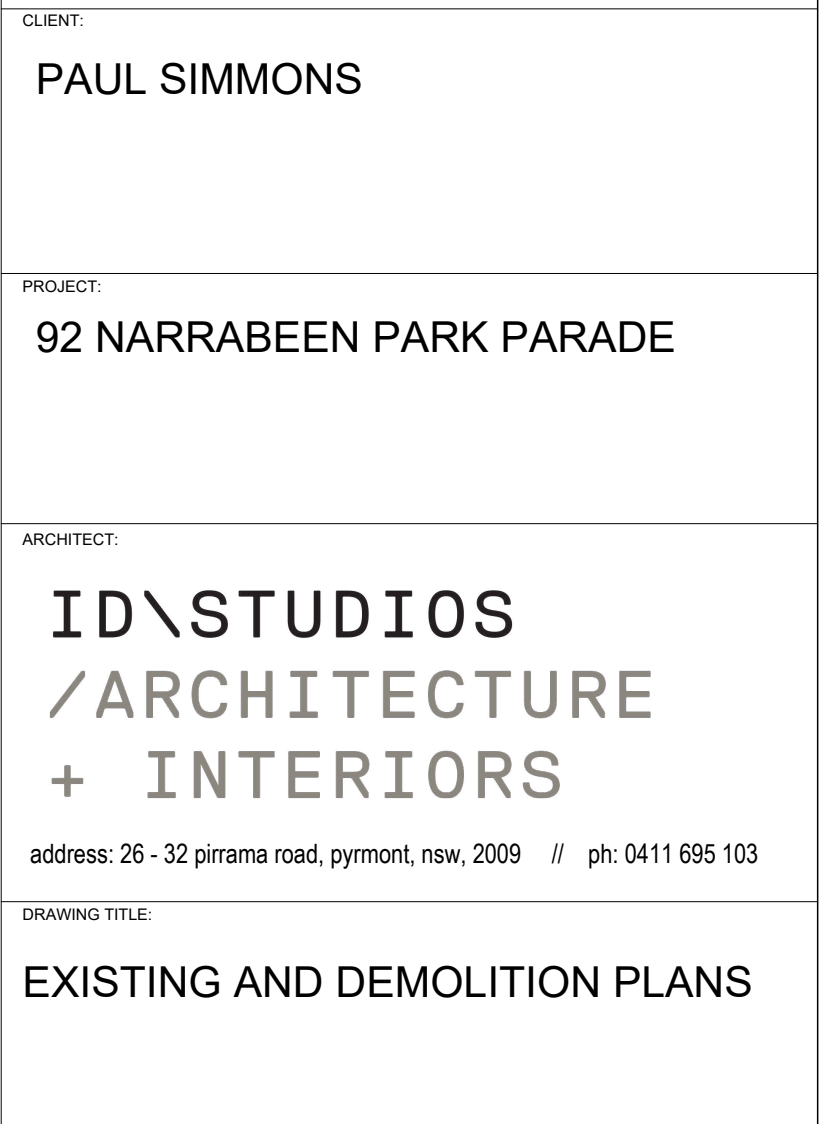 CLIENT:
PAUL SIMMONS
PROJECT:
92 NARRABEEN PARK PARADE
ARCHITECT:
ID\STUDIOS
/ARCHITECTURE
+ INTERIORS
address: 26 - 32 pirrama road, pyrmont, nsw, 2009 // ph: 0411 695 103
DRAWING TITLE:
EXISTING AND DEMOLITION PLANS